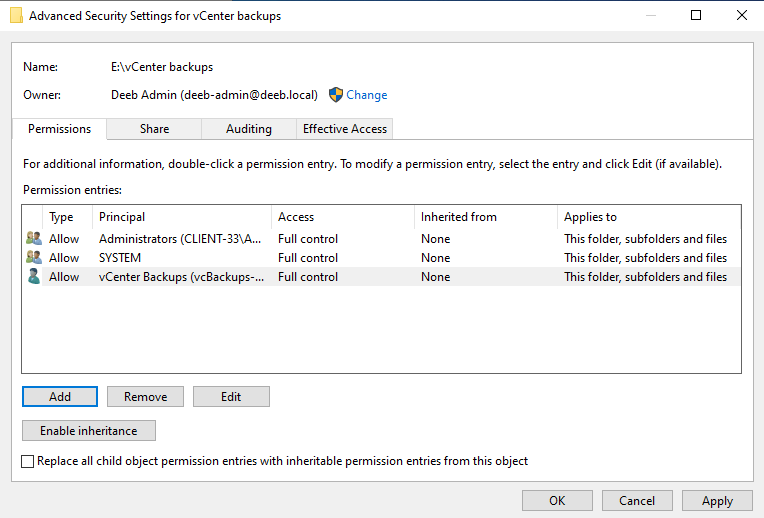 Advanced Security Settings for vCenter backups
Name: E:\vCenter backups
Owner: Deeb Admin (deeb-admin@deeb.local) Change
Permissions Share Auditing Effective Access
For additional information, double-click a permission entry. To modify a permission entry, select the entry and click Edit (if available).
Permission entries:
Type Principal Access Inherited from Applies to
Allow Administrators (CLIENT-33\A... Full control None This folder, subfolders and files
Allow SYSTEM Full control None This folder, subfolders and files
Allow vCenter Backups (vcBackups-... Full control None This folder, subfolders and files
Add Remove Edit
Enable inheritance
Replace all child object permission entries with inheritable permission entries from this object
OK Cancel Apply